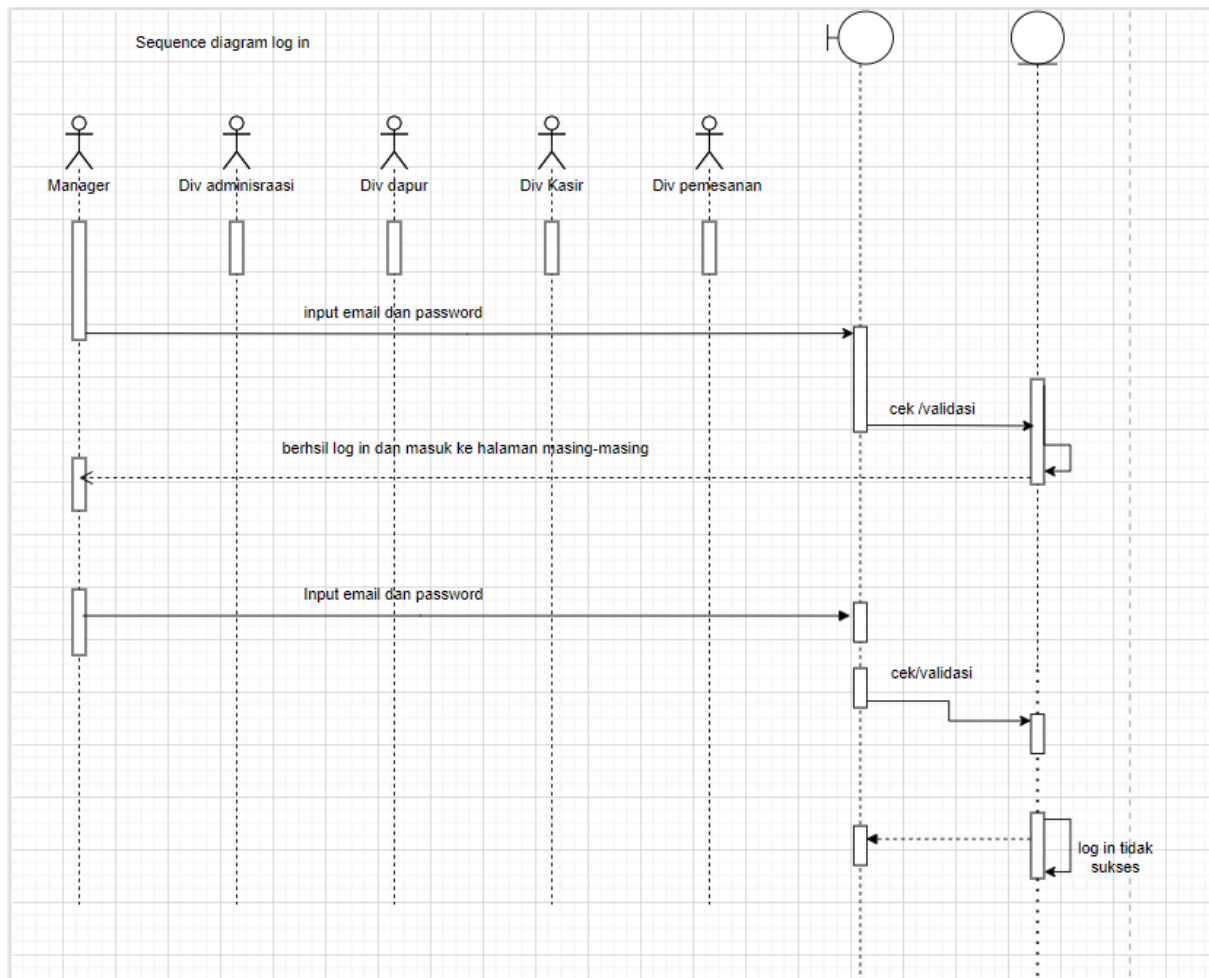 Sequence diagram log in
Manager
Div adminisraasi
Div dapur
Div Kasir
Div pemesanan
input email dan password
cek /validasi
berhsil log in dan masuk ke halaman masing-masing
Input email dan password
cek/validasi
log in tidak
sukses